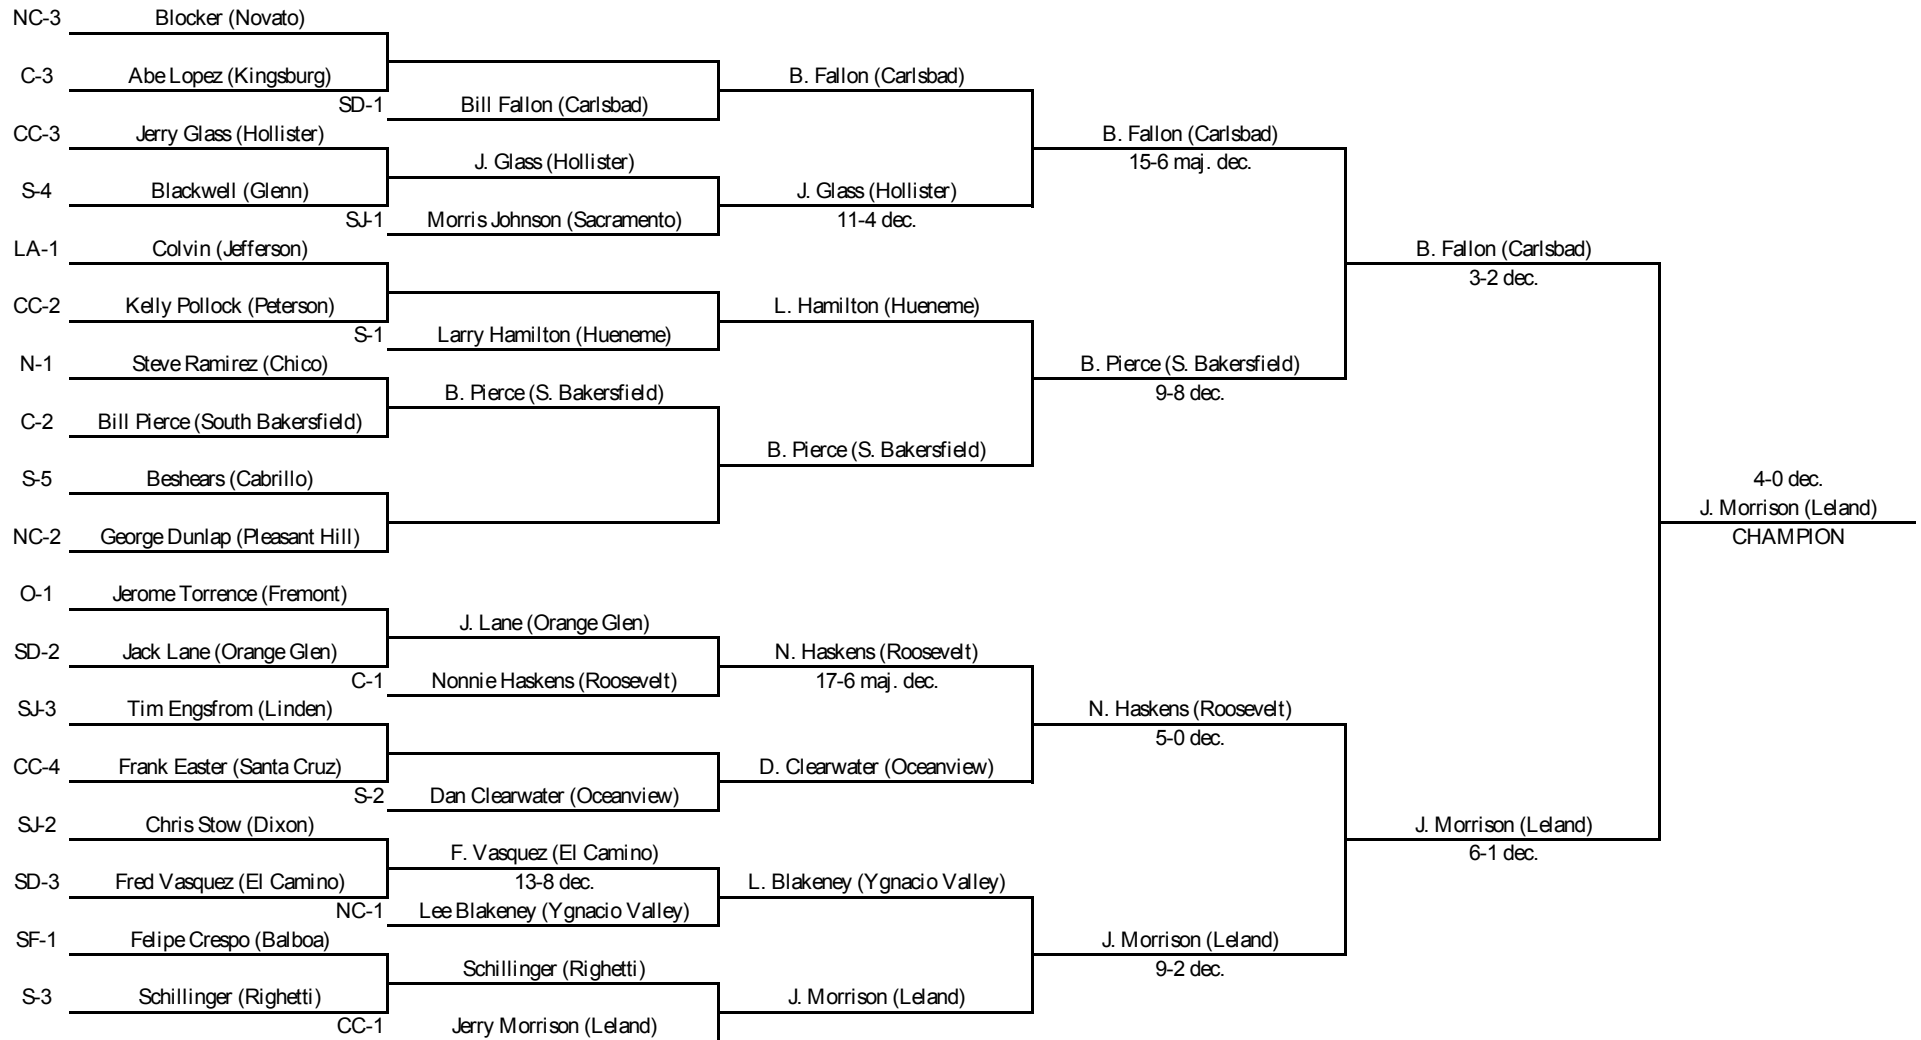 NC-3 Blocker (Novato)
C-3 Abe Lopez (Kingsburg) B. Fallon (Carlsbad)
SD-1 Bill Fallon (Carlsbad)
CC-3 Jerry Glass (Hollister) B. Fallon (Carlsbad)
J. Glass (Hollister) 15-6 maj. dec.
S-4 Blackwell (Glenn) J. Glass (Hollister)
SJ-1 Morris Johnson (Sacramento) 11-4 dec.
LA-1 Colvin (Jefferson) B. Fallon (Carlsbad)
3-2 dec.
CC-2 Kelly Pollock (Peterson) L. Hamilton (Hueneme)
S-1 Larry Hamilton (Hueneme)
N-1 Steve Ramirez (Chico) B. Pierce (S. Bakersfield)
B. Pierce (S. Bakersfield) 9-8 dec.
C-2 Bill Pierce (South Bakersfield)
B. Pierce (S. Bakersfield)
S-5 Beshears (Cabrillo) 4-0 dec.
J. Morrison (Leland)
NC-2 George Dunlap (Pleasant Hill) CHAMPION
O-1 Jerome Torrence (Fremont)
J. Lane (Orange Glen)
SD-2 Jack Lane (Orange Glen) N. Haskens (Roosevelt)
C-1 Nonnie Haskens (Roosevelt) 17-6 maj. dec.
SJ-3 Tim Engsfrom (Linden) N. Haskens (Roosevelt)
5-0 dec.
CC-4 Frank Easter (Santa Cruz) D. Clearwater (Oceanview)
S-2 Dan Clearwater (Oceanview)
SJ-2 Chris Stow (Dixon) J. Morrison (Leland)
F. Vasquez (El Camino) 6-1 dec.
SD-3 Fred Vasquez (El Camino) 13-8 dec. L. Blakeney (Ygnacio Valley)
NC-1 Lee Blakeney (Ygnacio Valley)
SF-1 Felipe Crespo (Balboa) J. Morrison (Leland)
Schillinger (Righetti) 9-2 dec.
S-3 Schillinger (Righetti) J. Morrison (Leland)
CC-1 Jerry Morrison (Leland)